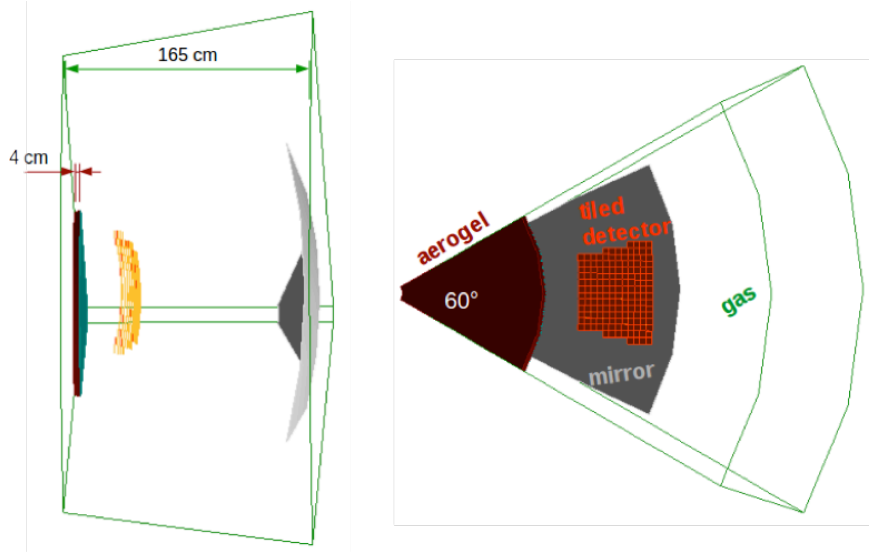 165 cm
4 cm
aerogel
60°
tiled
detector
mirror
gas